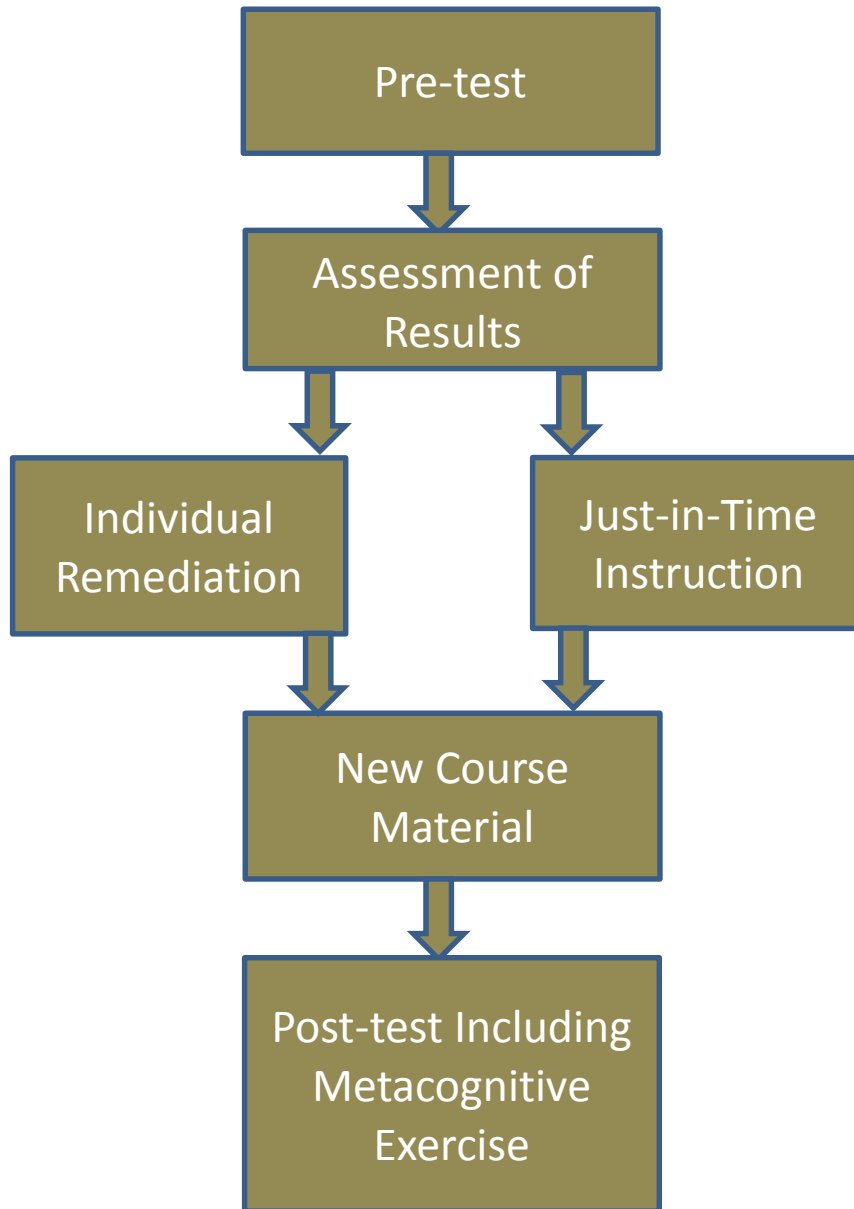 Pre-test
Assessment of
Results
Individual
Remediation
Just-in-Time
Instruction
New Course
Material
Post-test Including
Metacognitive
Exercise